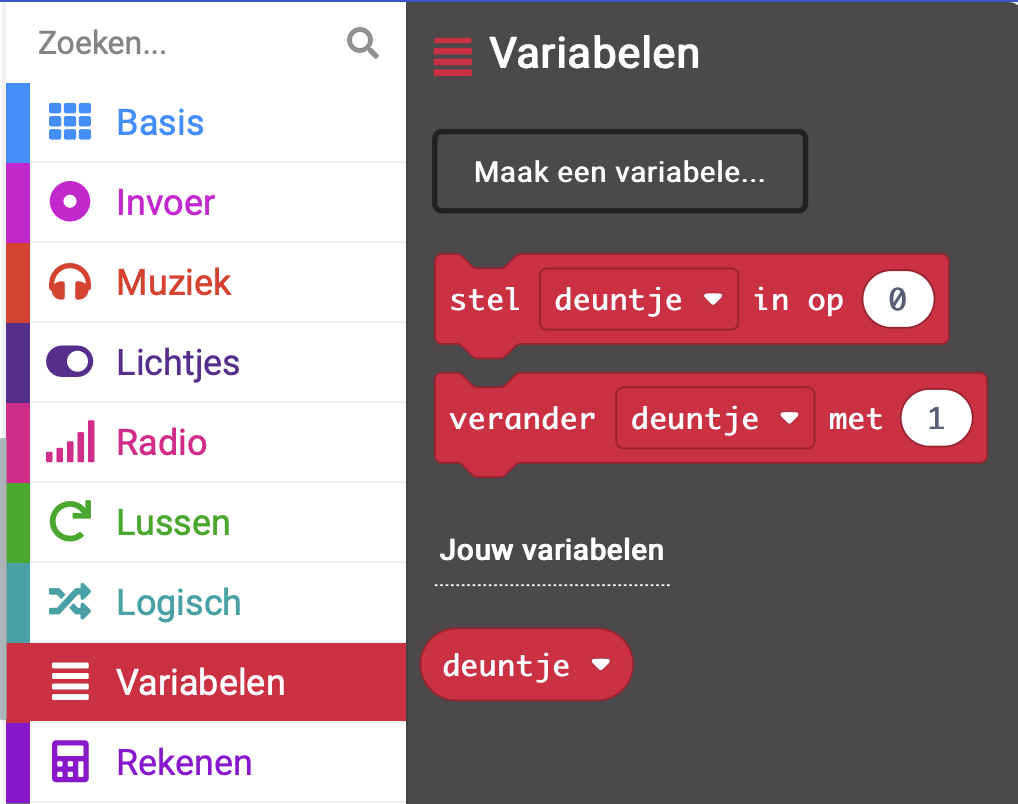 Zoeken...
Basis
Invoer
Muziek
Lichtjes
Radio
Lussen
Logisch
Variabelen
Rekenen
Variabelen
Maak een variabele...
stel deuntje in op 0
verander deuntje met 1
Jouw variabelen
deuntje